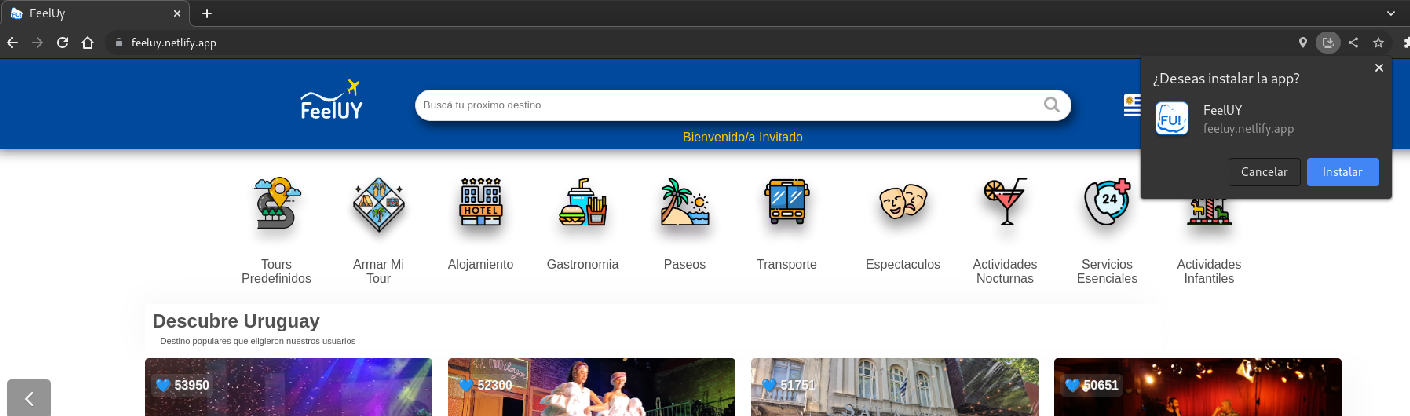 FeelUy
feeluy.netlify.app
¿Deseas instalar la app?
FU!
FeelUY
feeluy.netlify.app
Cancelar
Instalar
FeelUY
Buscá tu proximo destino
Bienvenido/a Invitado
HOTEL
24
Tours
Predefinidos
Armar Mi
Tour
Alojamiento
Gastronomia
Paseos
Transporte
Espectaculos
Actividades
Nocturnas
Servicios
Esenciales
Actividades
Infantiles
Descubre Uruguay
Destino populares que eligieron nuestros usuarios
53950
52360
51751
50651